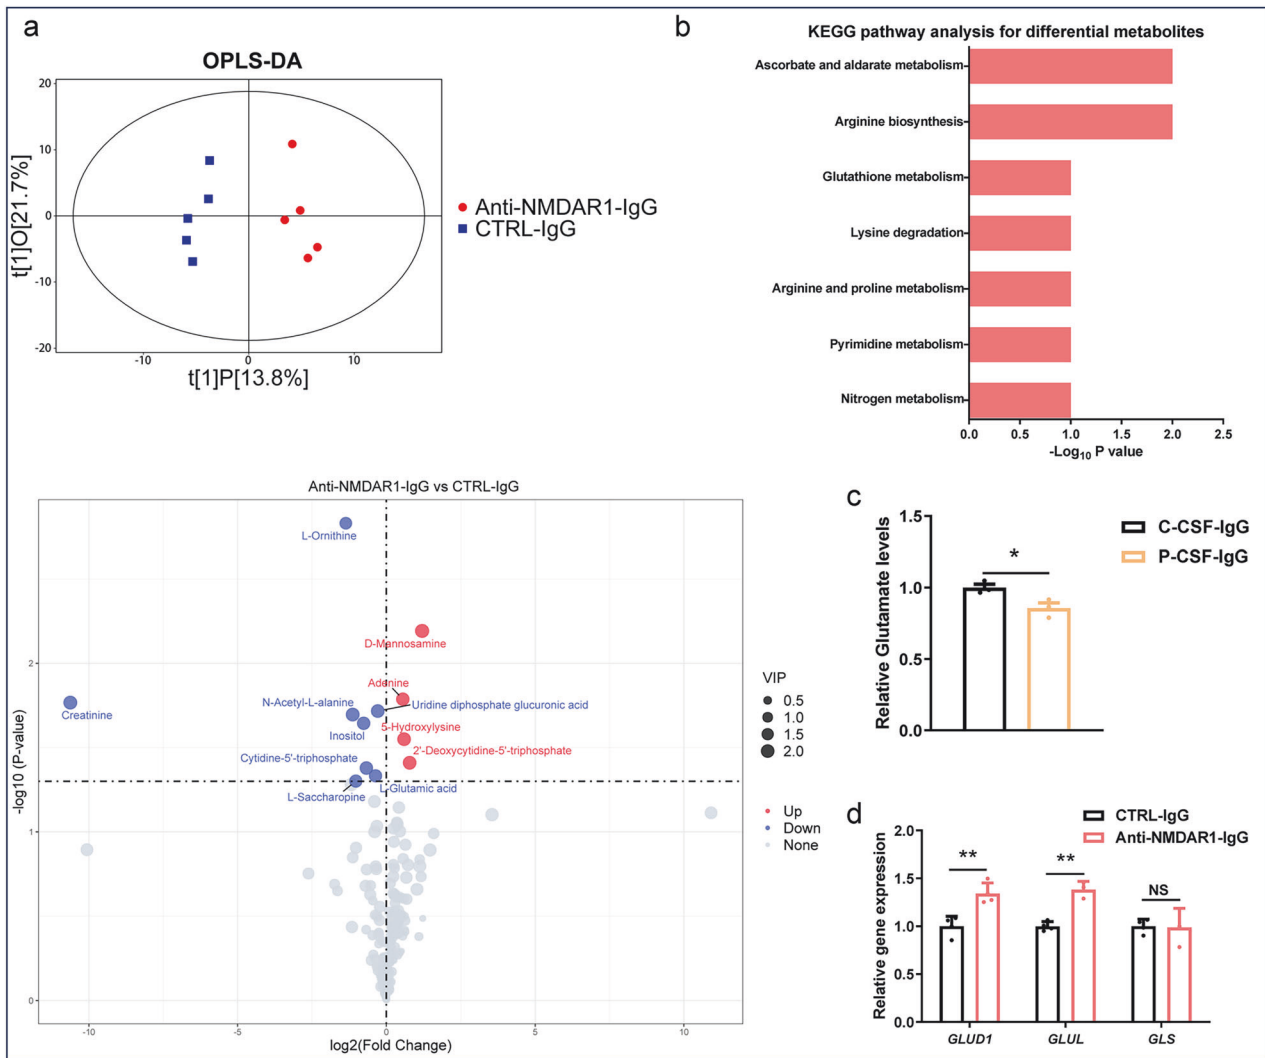 a
OPLS-DA
20
10
0
-10
-20
-10
0
10
t[1]O[21.7%]
t[1]P[13.8%]
Anti-NMDAR1-IgG
CTRL-IgG
b
KEGG pathway analysis for differential metabolites
Ascorbate and aldarate metabolism
Arginine biosynthesis
Glutathione metabolism
Lysine degradation
Arginine and proline metabolism
Pyrimidine metabolism
Nitrogen metabolism
0.0 0.5 1.0 1.5 2.0 2.5
-Log10 P value
Anti-NMDAR1-IgG vs CTRL-IgG
L-Ornithine
D-Mannosamine
Adenine
N-Acetyl-L-alanine
Uridine diphosphate glucuronic acid
Creatinine
Inositol
5-Hydroxylysine
2'-Deoxycytidine-5'-triphosphate
Cytidine-5'-triphosphate
L-Glutamic acid
L-Saccharopine
2
1
0
-10
-5
0
5
10
-log10 (P-value)
log2(Fold Change)
VIP
0.5
1.0
1.5
2.0
Up
Down
None
c
Relative Glutamate levels
1.5
1.0
0.5
0.0
*
C-CSF-IgG
P-CSF-IgG
d
Relative gene expression
2.0
1.5
1.0
0.5
0.0
**
**
NS
CTRL-IgG
Anti-NMDAR1-IgG
GLUD1
GLUL
GLS